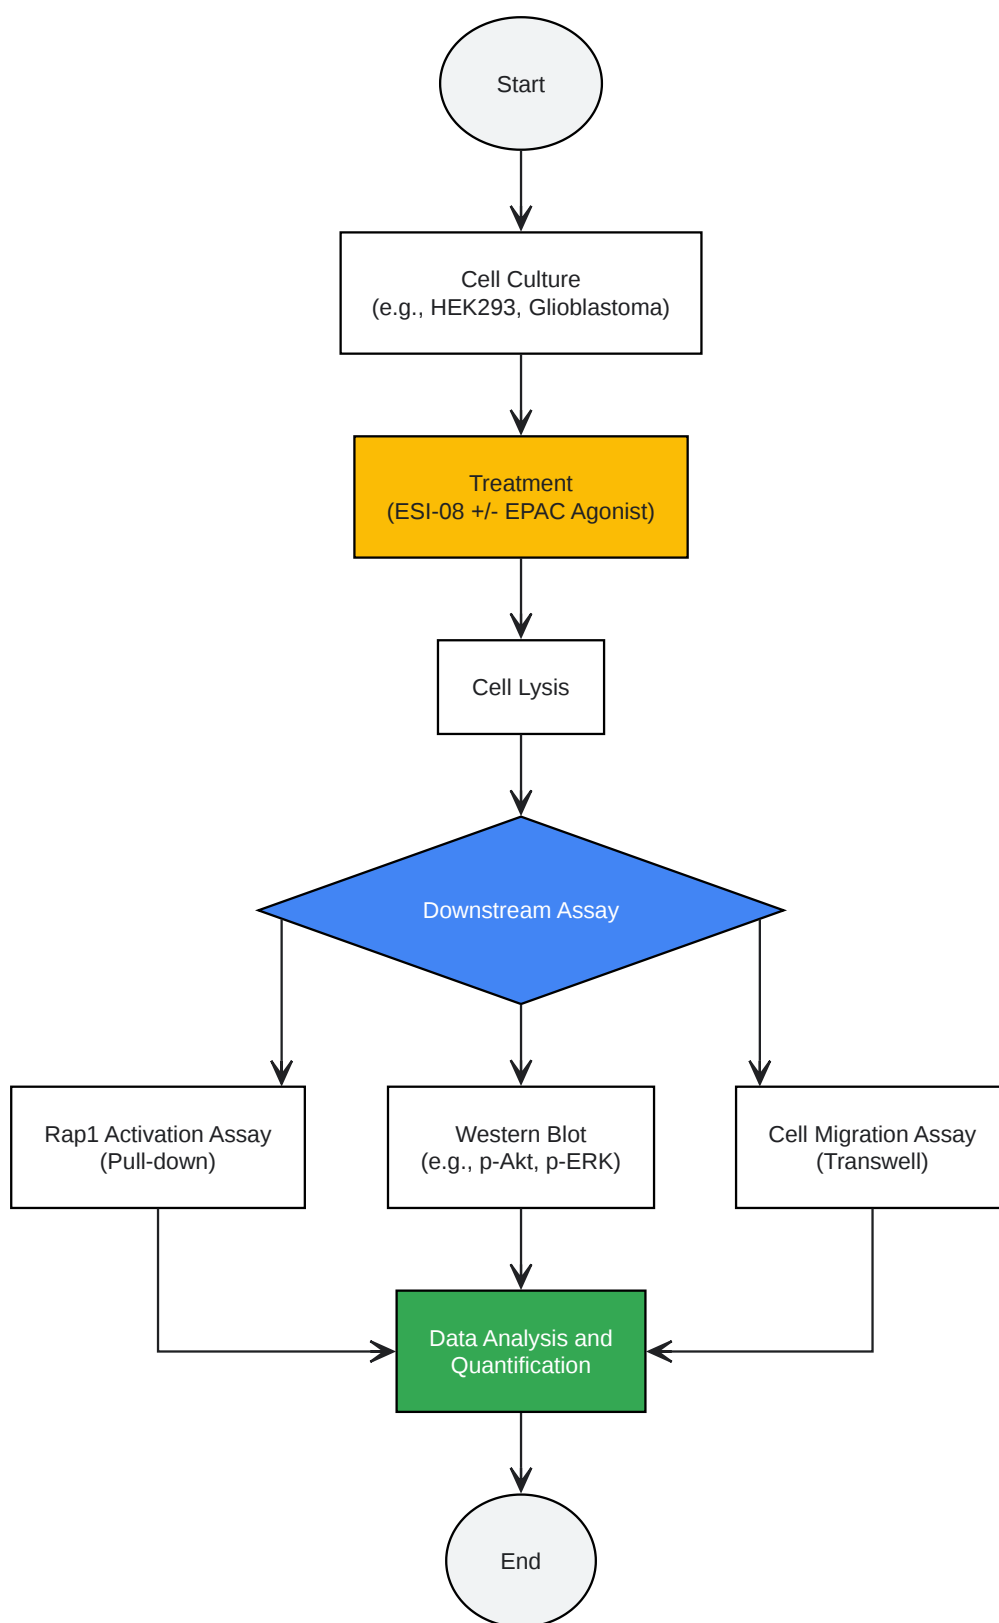 Start
Cell Culture
(e.g., HEK293, Glioblastoma)
Treatment
(ESI-08 +/- EPAC Agonist)
Cell Lysis
Downstream Assay
Rap1 Activation Assay
(Pull-down)
Western Blot
(e.g., p-Akt, p-ERK)
Cell Migration Assay
(Transwell)
Data Analysis and
Quantification
End